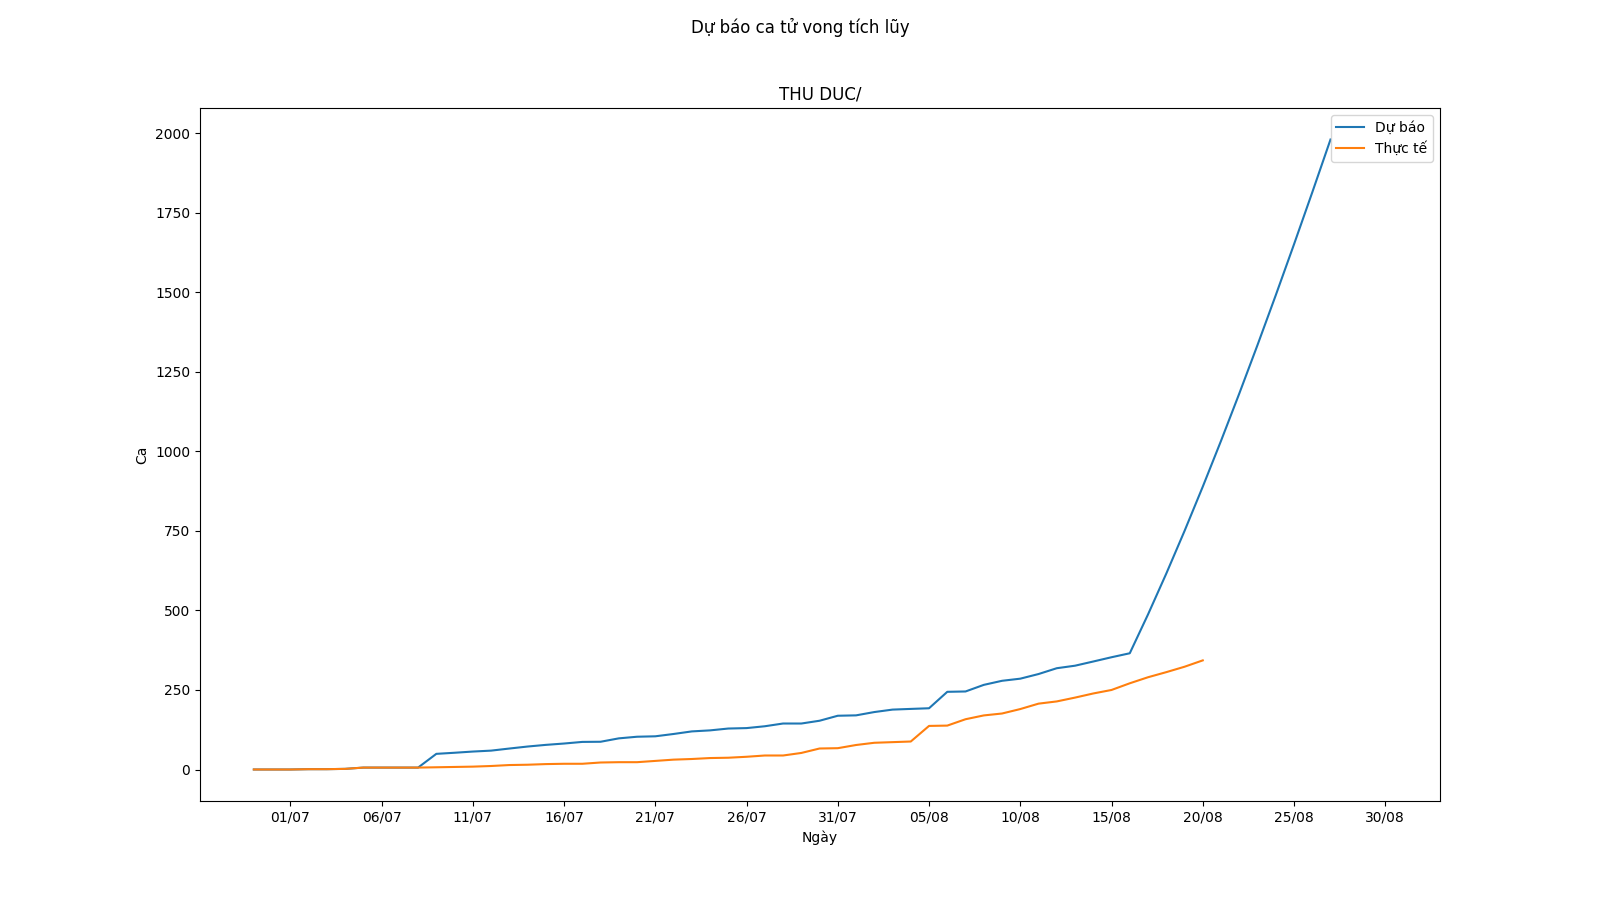 Dự báo ca tử vong tích lũy
THU DUC/
Dự báo
Thực tế
2000
1750
1500
1250
1000
750
500
250
0
Ca
01/07 06/07 11/07 16/07 21/07 26/07 31/07 05/08 10/08 15/08 20/08 25/08 30/08
Ngày